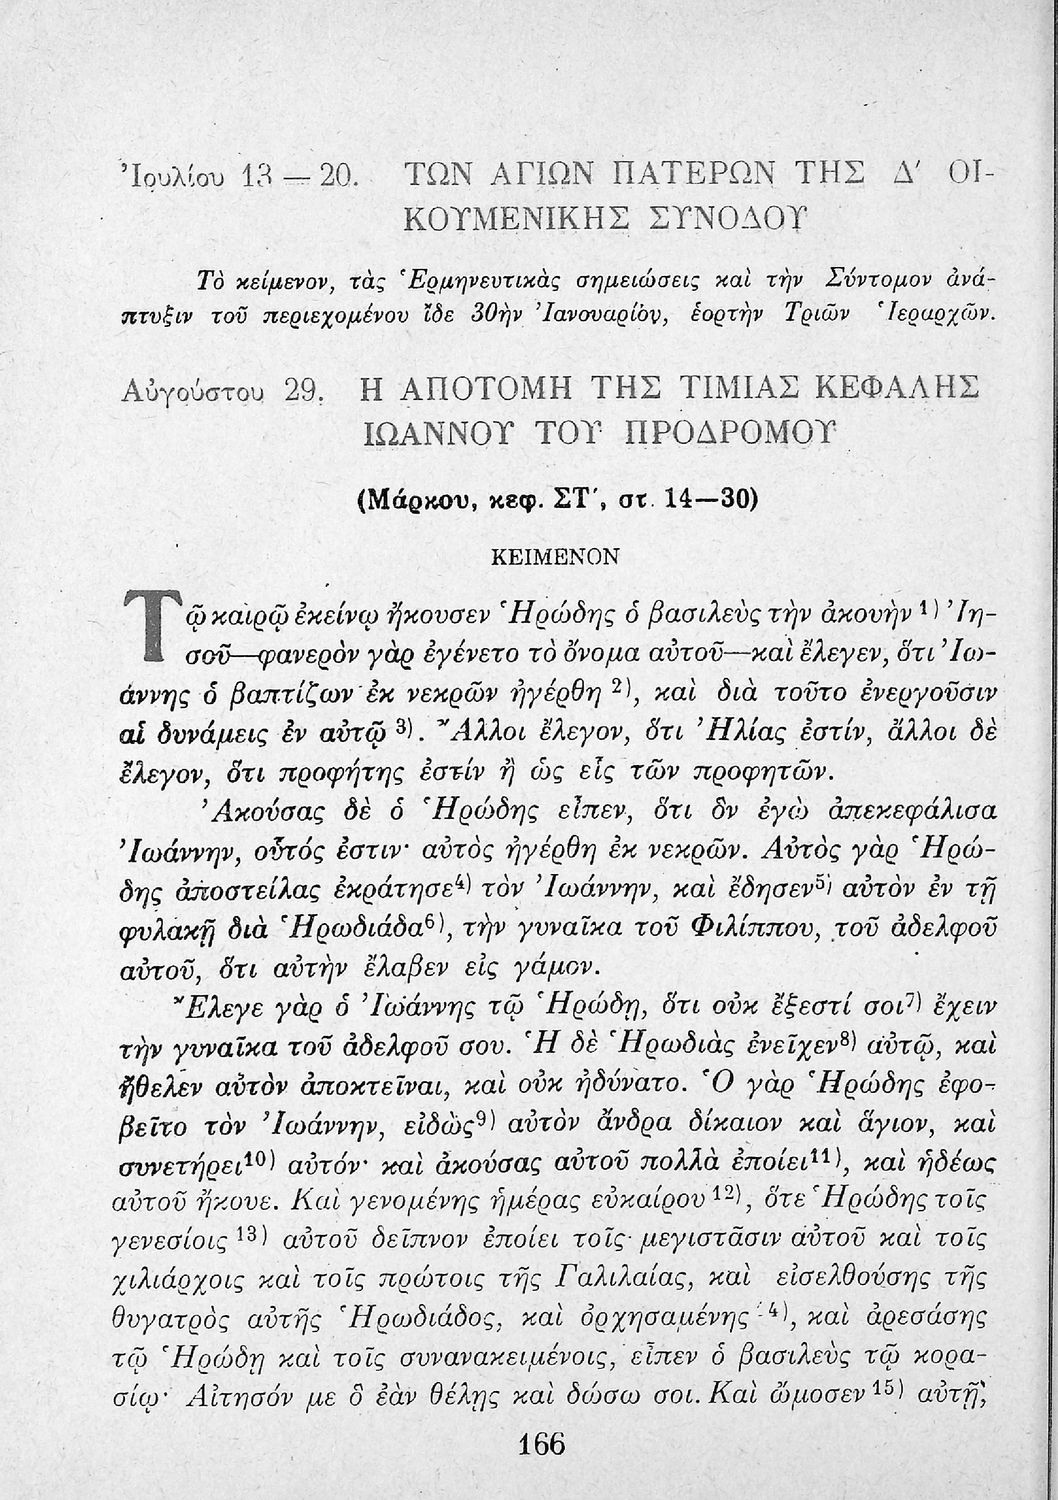 Ἰουλίου 13 — 20. ΤΩΝ ΑΓΙΩΝ ΠΑΤΕΡΩΝ ΤΗΣ Δ′ ΟΙ-
ΚΟΥΜΕΝΙΚΗΣ ΣΥΝΟΔΟΥ
Τὸ κείμενον, τὰς Ἑρμηνευτικὰς σημειώσεις καὶ τὴν Σύντομον ἀνά-
πτυξιν τοῦ περιεχομένου ἴδε 30ὴν Ἰανουαρίου, ἑορτὴν Τριῶν Ἱεραρχῶν.
Αὐγούστου 29. Η ΑΠΟΤΟΜΗ ΤΗΣ ΤΙΜΙΑΣ ΚΕΦΑΛΗΣ
ΙΩΑΝΝΟΥ ΤΟΥ ΠΡΟΔΡΟΜΟΥ
(Μάρκου, κεφ. ΣΤ′, στ. 14—30)
ΚΕΙΜΕΝΟΝ
Τῷ καιρῷ ἐκείνῳ ἤκουσεν Ἡρώδης ὁ βασιλεὺς τὴν ἀκουὴν 1) Ἰη-
σοῦ—φανερὸν γὰρ ἐγένετο τὸ ὄνομα αὐτοῦ—καὶ ἔλεγεν, ὅτι Ἰω-
άννης ὁ βαπτίζων ἐκ νεκρῶν ἠγέρθη 2), καὶ διὰ τοῦτο ἐνεργοῦσιν
αἱ δυνάμεις ἐν αὐτῷ 3). Ἄλλοι ἔλεγον, ὅτι Ἠλίας ἐστίν, ἄλλοι δὲ
ἔλεγον, ὅτι προφήτης ἐστίν ἢ ὡς εἷς τῶν προφητῶν.
Ἀκούσας δὲ ὁ Ἡρώδης εἶπεν, ὅτι ὃν ἐγὼ ἀπεκεφάλισα
Ἰωάννην, οὗτός ἐστιν· αὐτὸς ἠγέρθη ἐκ νεκρῶν. Αὐτὸς γὰρ Ἡρώ-
δης ἀποστείλας ἐκράτησε4) τὸν Ἰωάννην, καὶ ἔδησεν5) αὐτὸν ἐν τῇ
φυλακῇ διὰ Ἡρωδιάδα6), τὴν γυναῖκα τοῦ Φιλίππου, τοῦ ἀδελφοῦ
αὐτοῦ, ὅτι αὐτὴν ἔλαβεν εἰς γάμον.
Ἔλεγε γὰρ ὁ Ἰωάννης τῷ Ἡρώδῃ, ὅτι οὐκ ἔξεστί σοι7) ἔχειν
τὴν γυναῖκα τοῦ ἀδελφοῦ σου. Ἡ δὲ Ἡρωδιὰς ἐνεῖχεν8) αὐτῷ, καὶ
ἤθελεν αὐτὸν ἀποκτεῖναι, καὶ οὐκ ἠδύνατο. Ὁ γὰρ Ἡρώδης ἐφο-
βεῖτο τὸν Ἰωάννην, εἰδὼς9) αὐτὸν ἄνδρα δίκαιον καὶ ἅγιον, καὶ
συνετήρει10) αὐτόν· καὶ ἀκούσας αὐτοῦ πολλὰ ἐποίει11), καὶ ἡδέως
αὐτοῦ ἤκουε. Καὶ γενομένης ἡμέρας εὐκαίρου 12), ὅτε Ἡρώδης τοῖς
γενεσίοις 13) αὐτοῦ δεῖπνον ἐποίει τοῖς μεγιστᾶσιν αὐτοῦ καὶ τοῖς
χιλιάρχοις καὶ τοῖς πρώτοις τῆς Γαλιλαίας, καὶ εἰσελθούσης τῆς
θυγατρὸς αὐτῆς Ἡρωδιάδος, καὶ ὀρχησαμένης 14), καὶ ἀρεσάσης
τῷ Ἡρώδῃ καὶ τοῖς συνανακειμένοις, εἶπεν ὁ βασιλεὺς τῷ κορα-
σίῳ· Αἴτησόν με ὃ ἐὰν θέλῃς καὶ δώσω σοι. Καὶ ὤμοσεν 15) αὐτῇ,
166